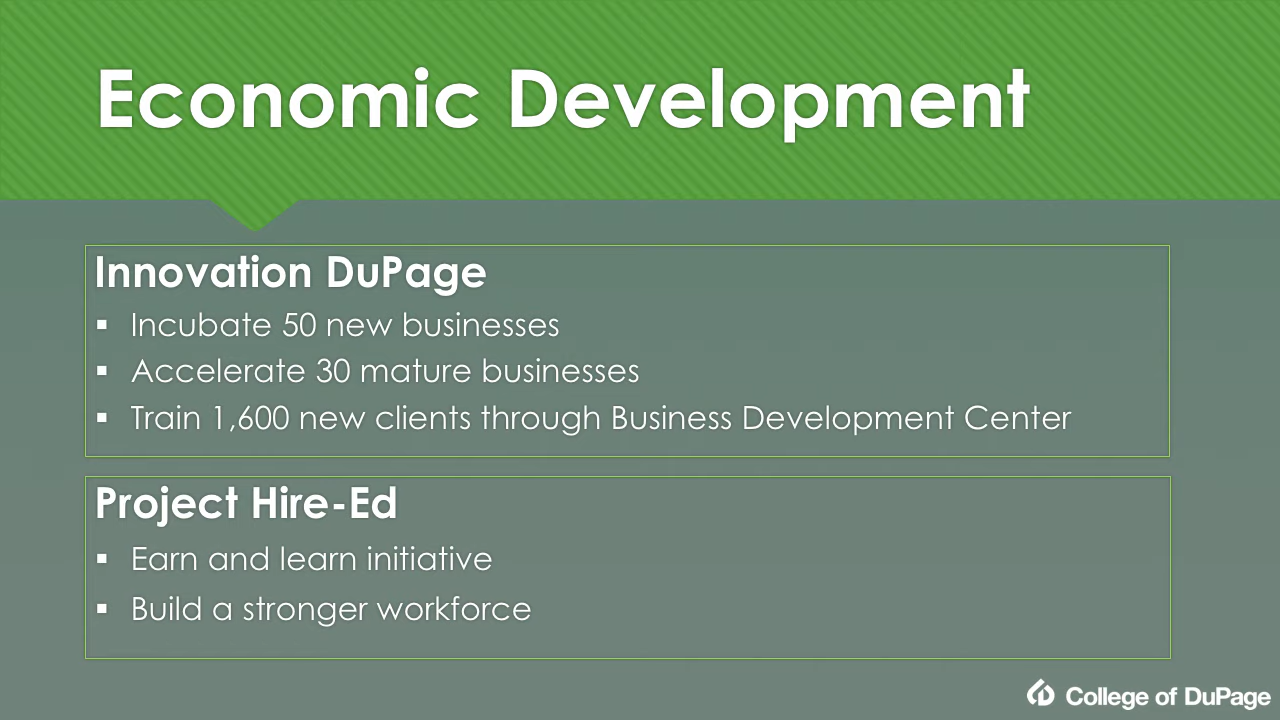 Economic Development
Innovation DuPage
▪ Incubate 50 new businesses
▪ Accelerate 30 mature businesses
▪ Train 1,600 new clients through Business Development Center
Project Hire-Ed
▪ Earn and learn initiative
▪ Build a stronger workforce
College of DuPage